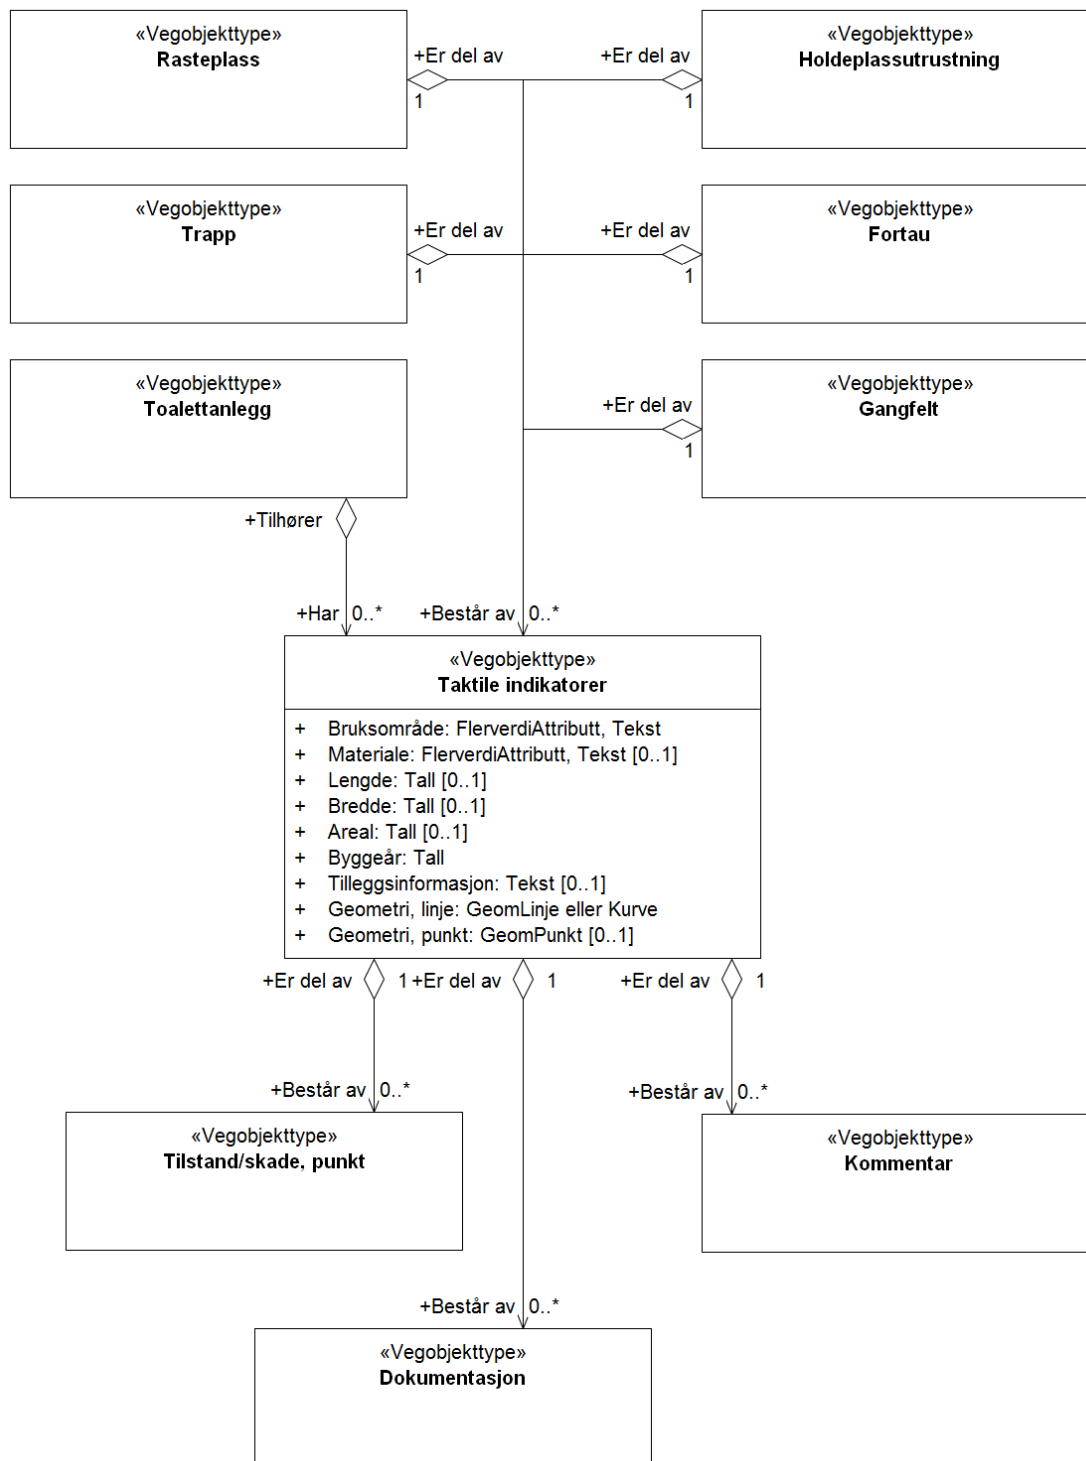 «Vegobjekttype»
Rasteplass
+Er del av
1
+Er del av
1
«Vegobjekttype»
Holdeplassutrustning
«Vegobjekttype»
Trapp
+Er del av
1
+Er del av
1
«Vegobjekttype»
Fortau
«Vegobjekttype»
Toalettanlegg
+Er del av
1
«Vegobjekttype»
Gangfelt
+Tilhører
+Har 0..*
+Består av 0..*
«Vegobjekttype»
Taktile indikatorer
+ Bruksområde: FlerverdiAttributt, Tekst
+ Materiale: FlerverdiAttributt, Tekst [0..1]
+ Lengde: Tall [0..1]
+ Bredde: Tall [0..1]
+ Areal: Tall [0..1]
+ Byggeår: Tall
+ Tilleggsinformasjon: Tekst [0..1]
+ Geometri, linje: GeomLinje eller Kurve
+ Geometri, punkt: GeomPunkt [0..1]
+Er del av 1
+Er del av 1
+Er del av 1
+Består av 0..*
+Består av 0..*
«Vegobjekttype»
Tilstand/skade, punkt
«Vegobjekttype»
Kommentar
+Består av 0..*
«Vegobjekttype»
Dokumentasjon